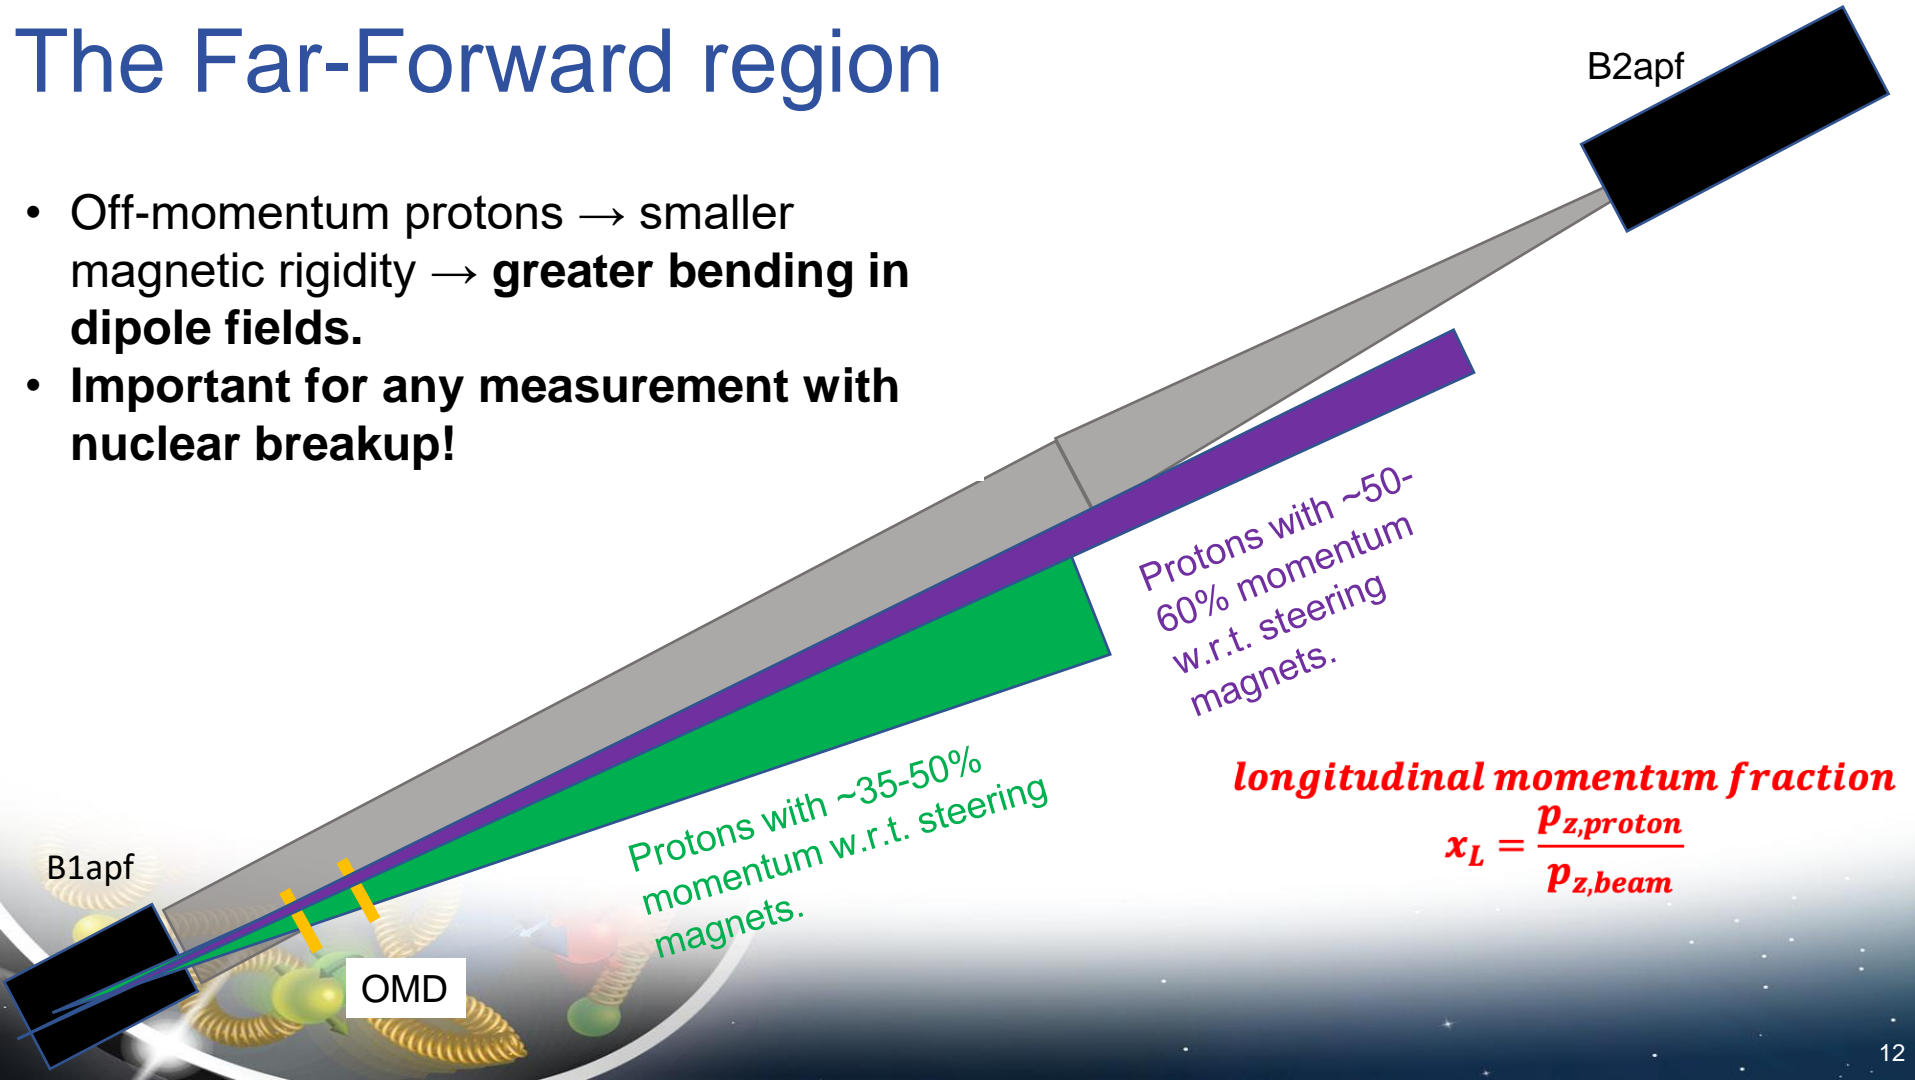 The Far-Forward region
B2apf
• Off-momentum protons → smaller
magnetic rigidity → greater bending in
dipole fields.
• Important for any measurement with
nuclear breakup!
Protons with ~50-
60% momentum
w.r.t. steering
magnets.
Protons with ~35-50%
momentum w.r.t. steering
magnets.
longitudinal momentum fraction
x_L = p_{z,proton} / p_{z,beam}
B1apf
OMD
12